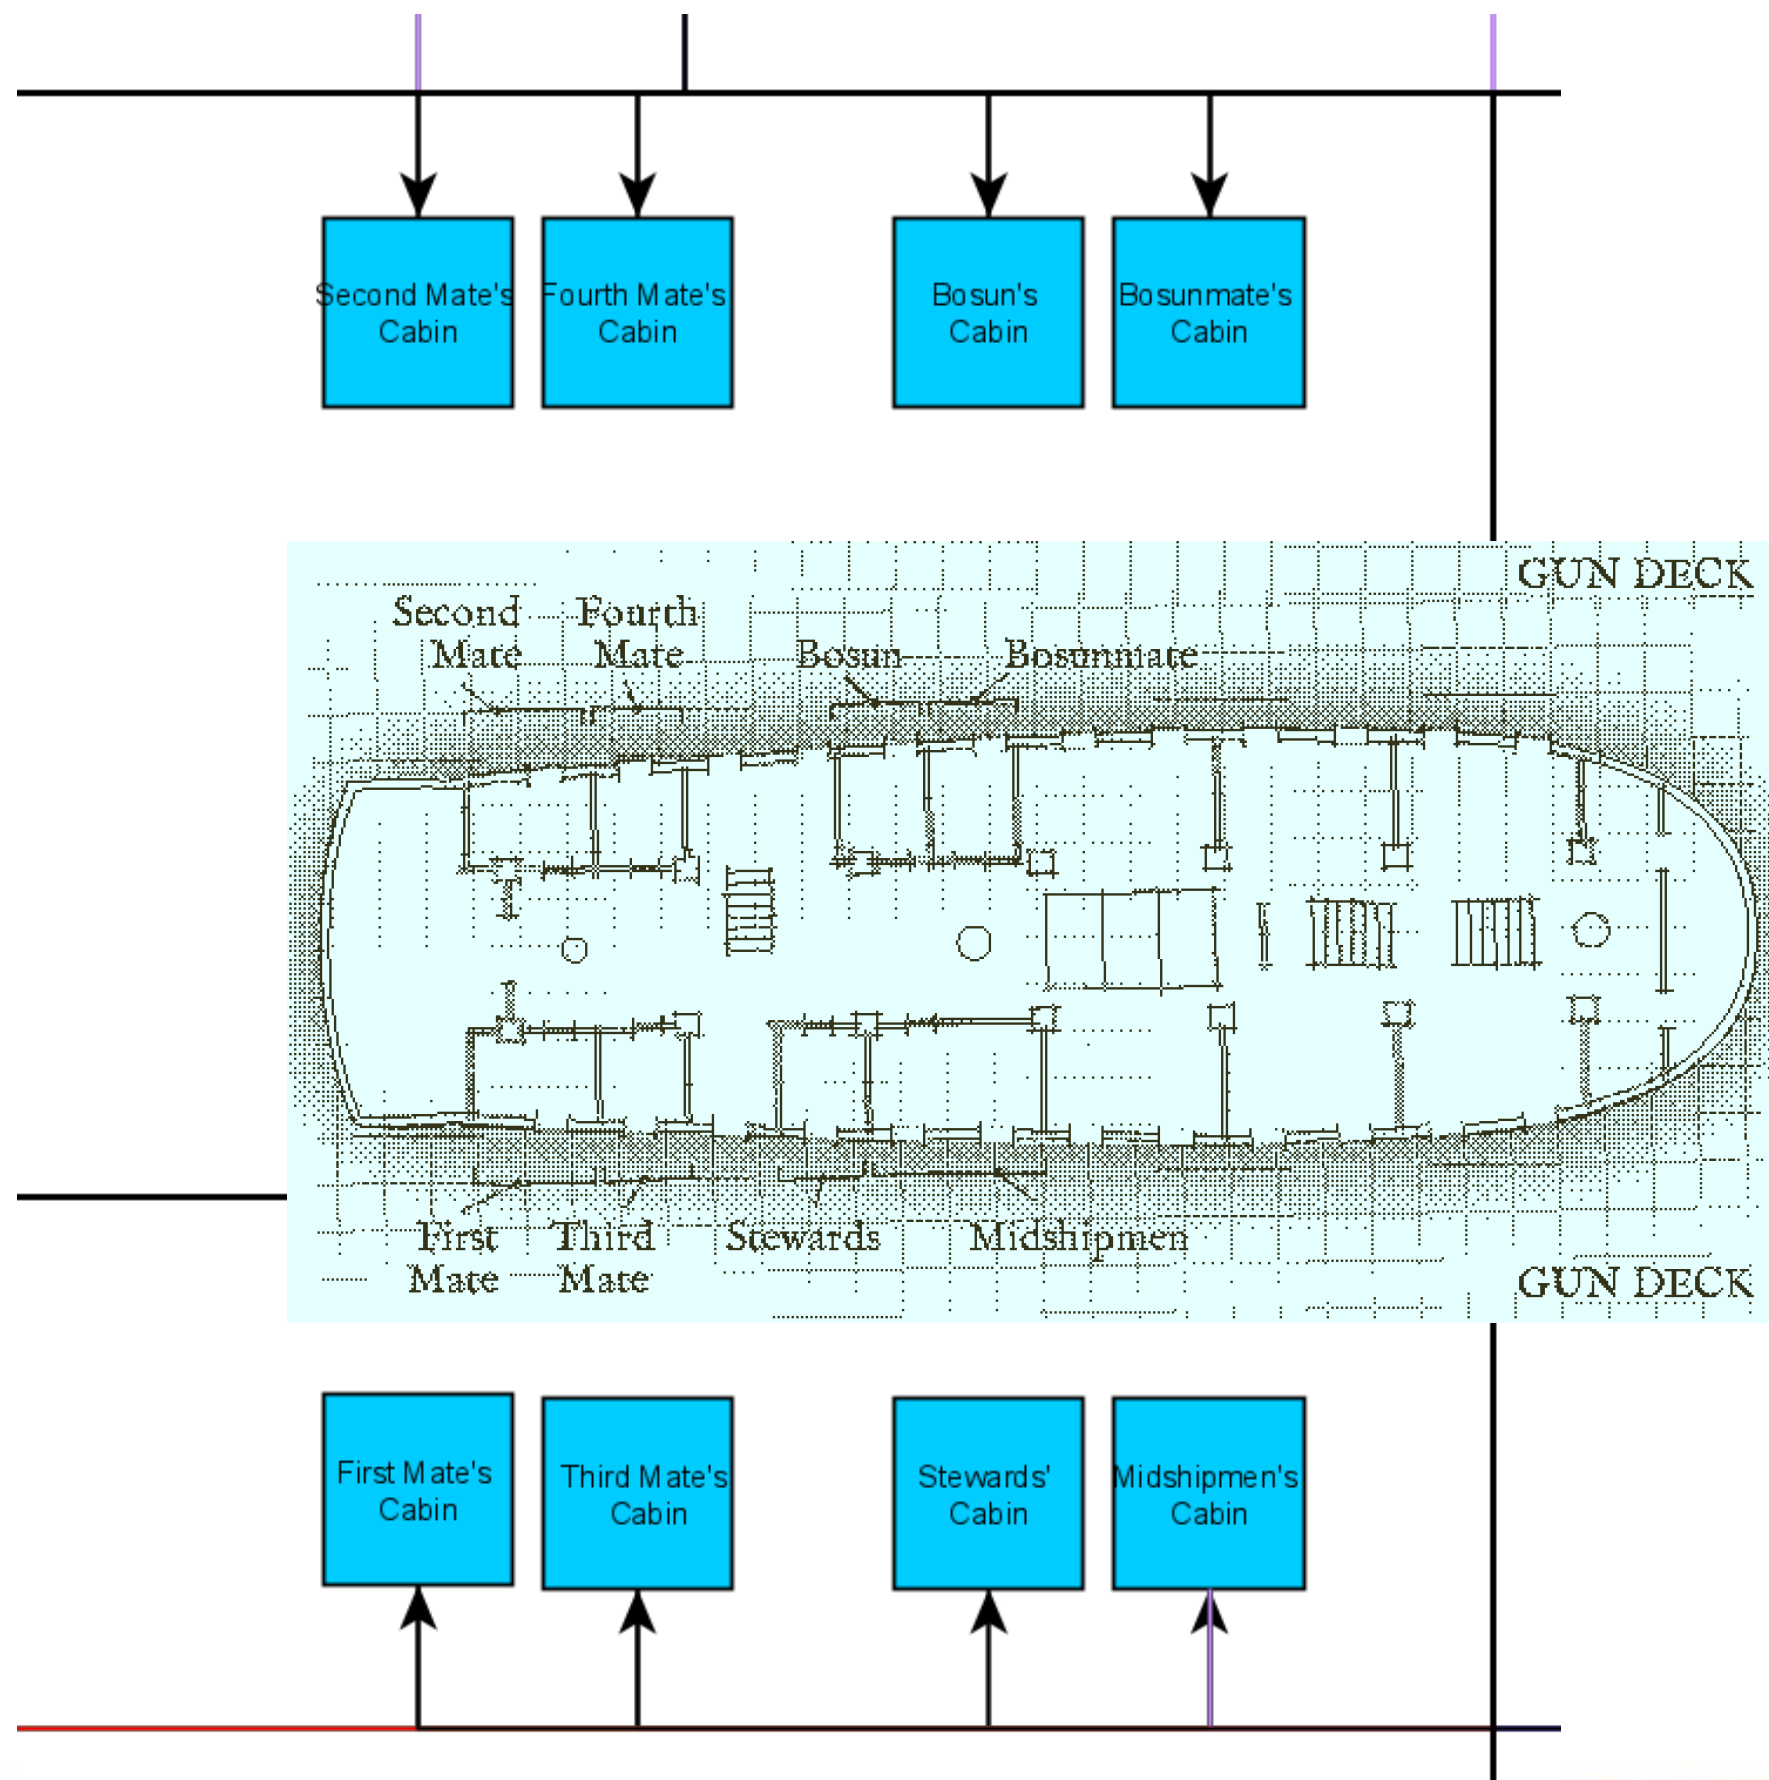 Second Mate's
Cabin
Fourth Mate's
Cabin
Bosun's
Cabin
Bosunmate's
Cabin
GUN DECK
Second
Mate
Fourth
Mate
Bosun
Bosunmate
First
Mate
Third
Mate
Stewards
Midshipmen
GUN DECK
First Mate's
Cabin
Third Mate's
Cabin
Stewards'
Cabin
Midshipmen's
Cabin